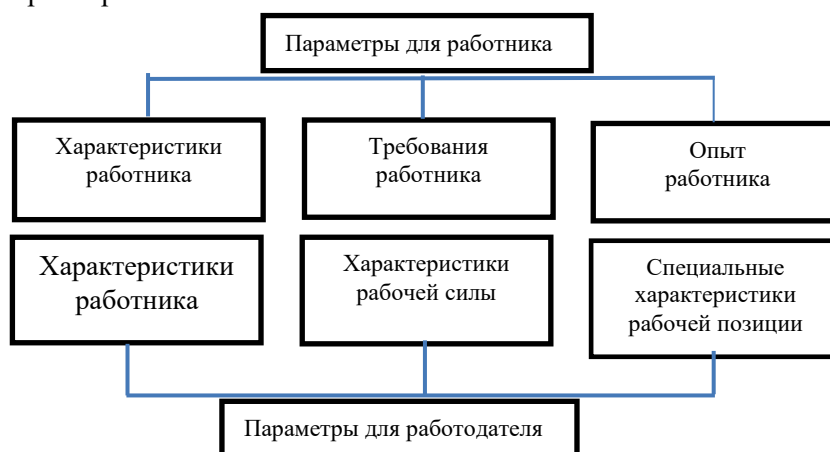 Параметры для работника
Характеристики
работника
Требования
работника
Опыт
работника
Характеристики
работника
Характеристики
рабочей силы
Специальные
характеристики
рабочей позиции
Параметры для работодателя